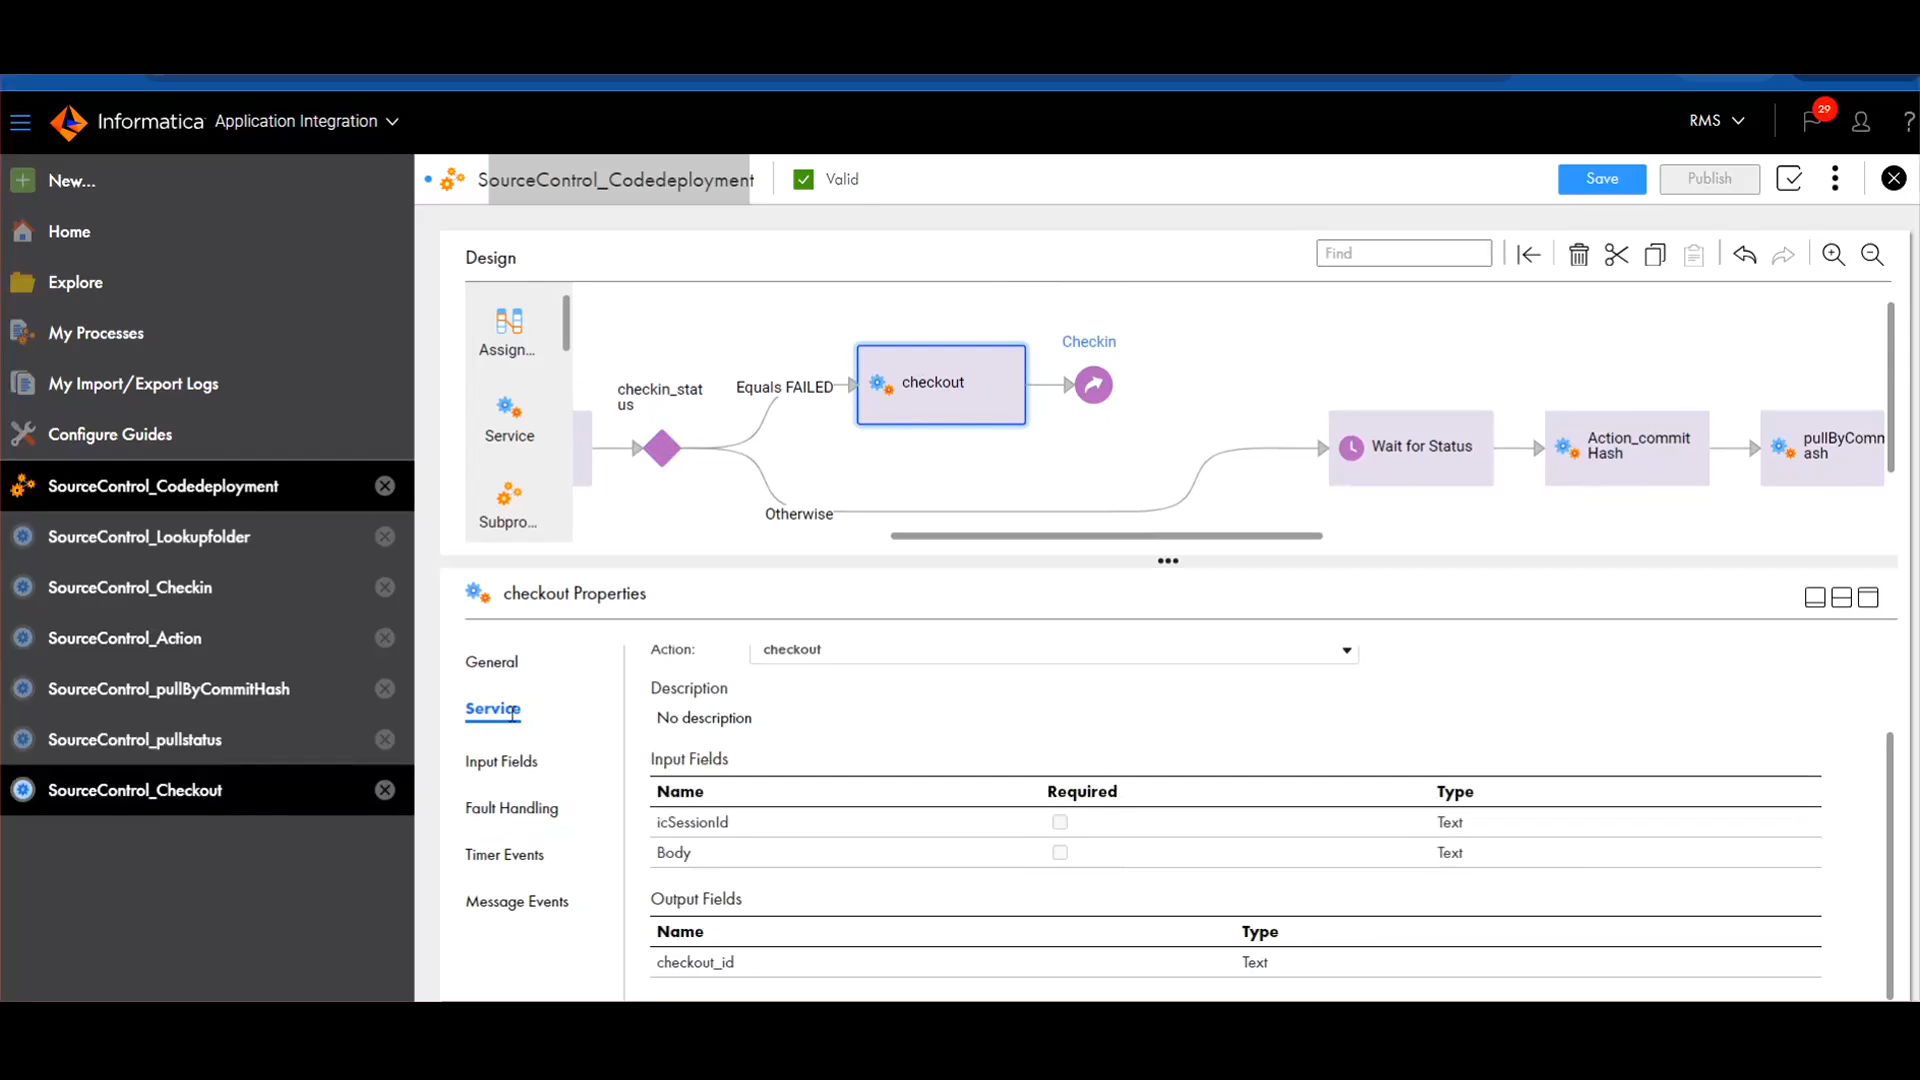 Informatica Application Integration
RMS
29
?
New...
Home
Explore
My Processes
My Import/Export Logs
Configure Guides
SourceControl_Codedeployment
SourceControl_Lookupfolder
SourceControl_Checkin
SourceControl_Action
SourceControl_pullByCommitHash
SourceControl_pullstatus
SourceControl_Checkout
SourceControl_Codedeployment
Valid
Save
Publish
Design
Find
Assign...
Service
Subpro...
checkin_stat
us
Equals FAILED
Otherwise
checkout
Checkin
Wait for Status
Action_commit
Hash
pullByComm
ash
checkout Properties
General
Service
Input Fields
Fault Handling
Timer Events
Message Events
Action: checkout
Description
No description
Input Fields
Name Required Type
icSessionId Text
Body Text
Output Fields
Name Type
checkout_id Text